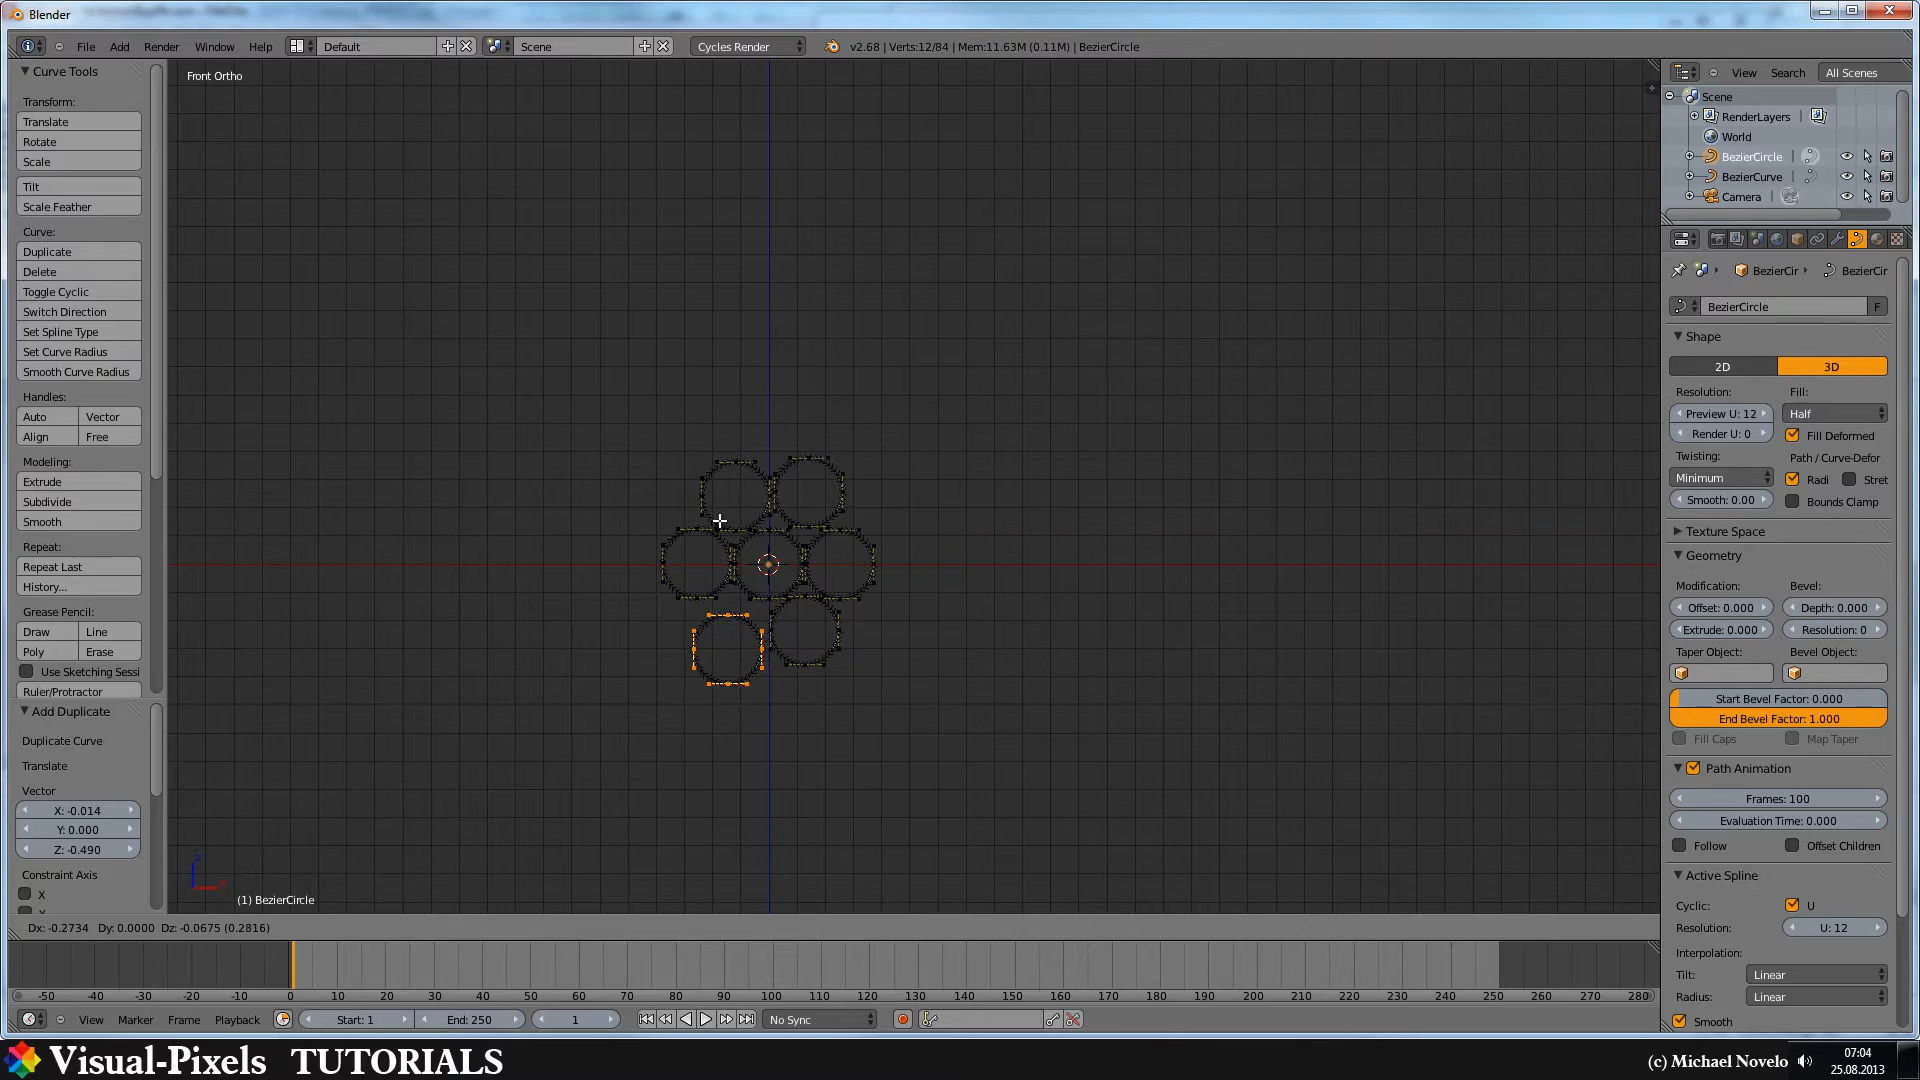 Blender
File Add Render Window Help Default Scene Cycles Render v2.68 | Verts:12/84 | Mem:11.63M (0.11M) | BezierCircle
Curve Tools
Transform:
Translate
Rotate
Scale
Tilt
Scale Feather
Curve:
Duplicate
Delete
Toggle Cyclic
Switch Direction
Set Spline Type
Set Curve Radius
Smooth Curve Radius
Handles:
Auto Vector
Align Free
Modeling:
Extrude
Subdivide
Smooth
Repeat:
Repeat Last
History...
Grease Pencil:
Draw Line
Poly Erase
Use Sketching Sessi
Ruler/Protractor
Add Duplicate
Duplicate Curve
Translate
Vector
X: -0.014
Y: 0.000
Z: -0.490
Constraint Axis
X
Front Ortho
z
x
(1) BezierCircle
View Search All Scenes
Scene
RenderLayers
World
BezierCircle
BezierCurve
Camera
BezierCir BezierCir
BezierCircle F
Shape
2D 3D
Resolution: Fill:
Preview U: 12 Half
Render U: 0 Fill Deformed
Twisting: Path / Curve-Defor
Minimum Radi Stret
Smooth: 0.00 Bounds Clamp
Texture Space
Geometry
Modification: Bevel:
Offset: 0.000 Depth: 0.000
Extrude: 0.000 Resolution: 0
Taper Object: Bevel Object:
Start Bevel Factor: 0.000
End Bevel Factor: 1.000
Fill Caps Map Taper
Path Animation
Frames: 100
Evaluation Time: 0.000
Follow Offset Children
Active Spline
Cyclic: U
Resolution: U: 12
Interpolation:
Tilt: Linear
Radius: Linear
Smooth
Dx: -0.2734 Dy: 0.0000 Dz: -0.0675 (0.2816)
-50 -40 -30 -20 -10 0 10 20 30 40 50 60 70 80 90 100 110 120 130 140 150 160 170 180 190 200 210 220 230 240 250 260 270 280
View Marker Frame Playback Start: 1 End: 250 1 No Sync
Visual-Pixels TUTORIALS
(c) Michael Novelo
07:04
25.08.2013